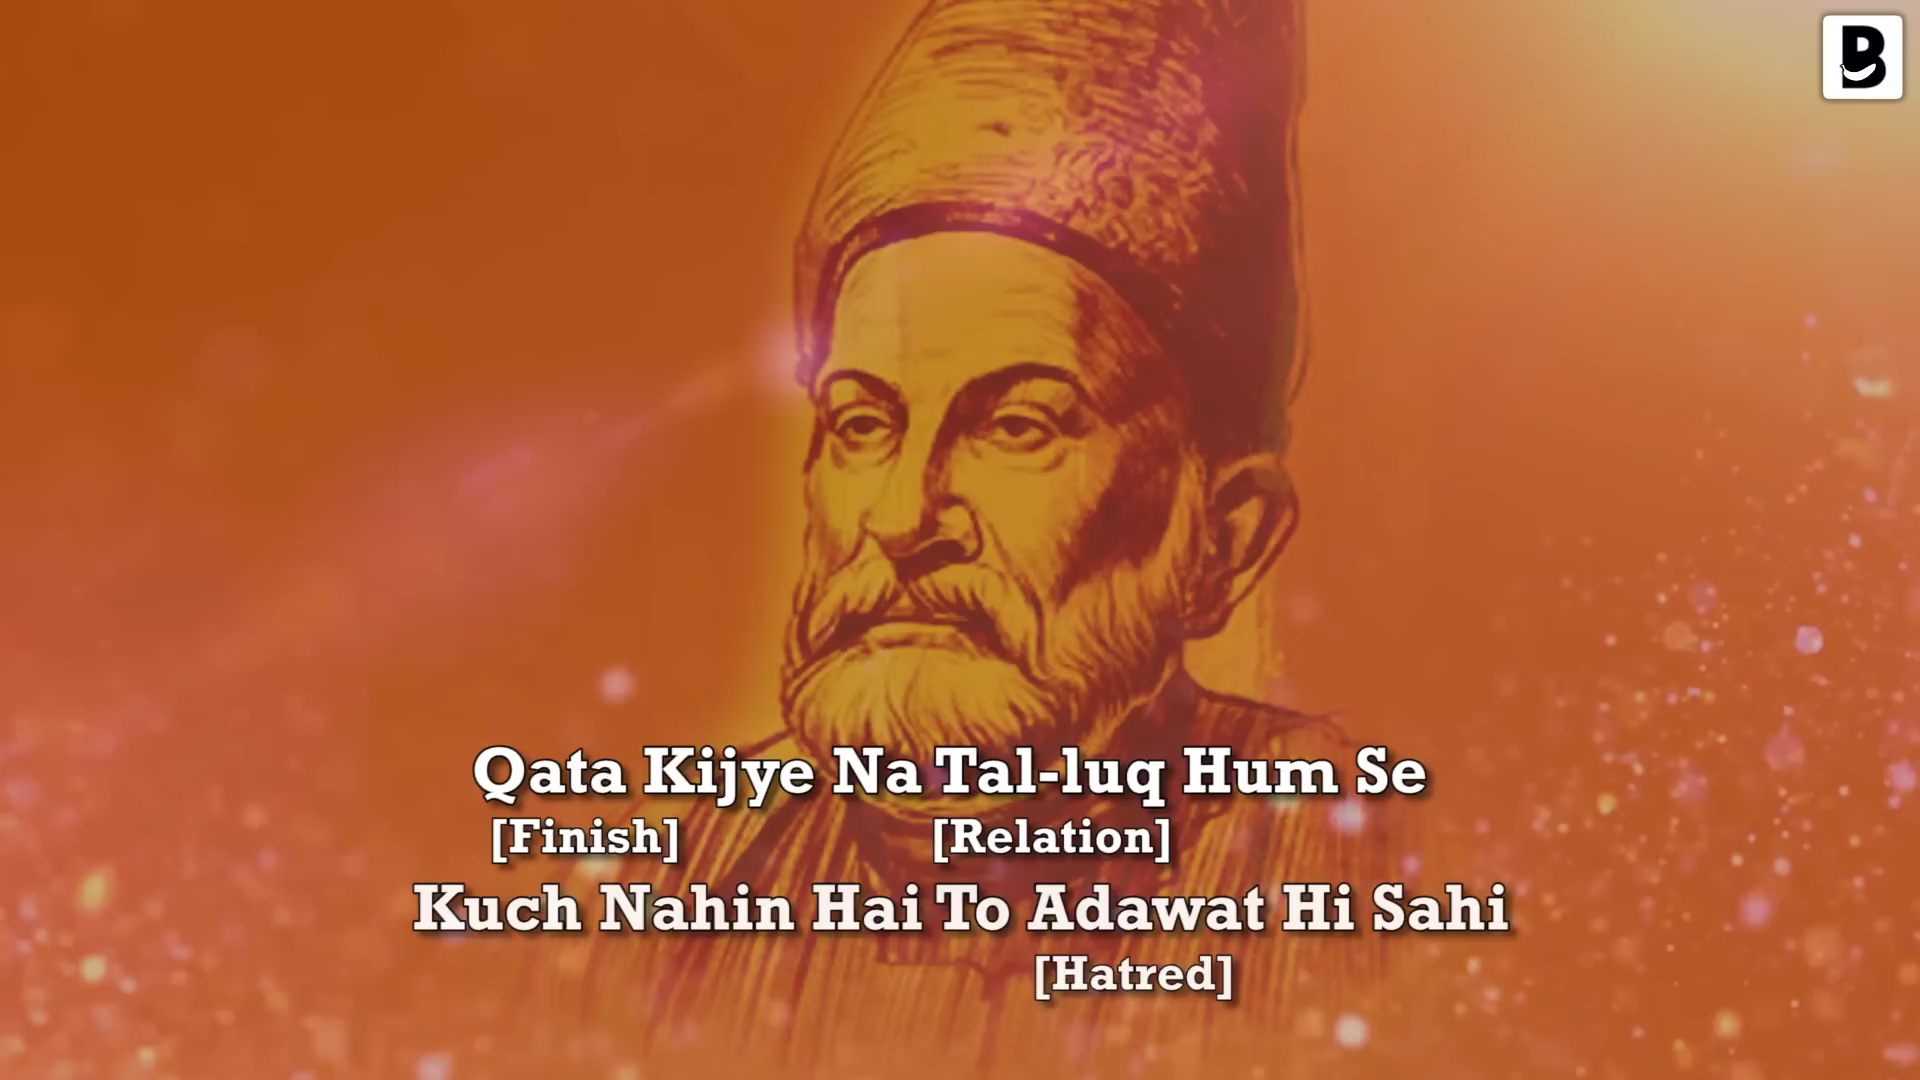 B
Qata Kijye Na Tal-luq Hum Se
[Finish] [Relation]
Kuch Nahin Hai To Adawat Hi Sahi
[Hatred]